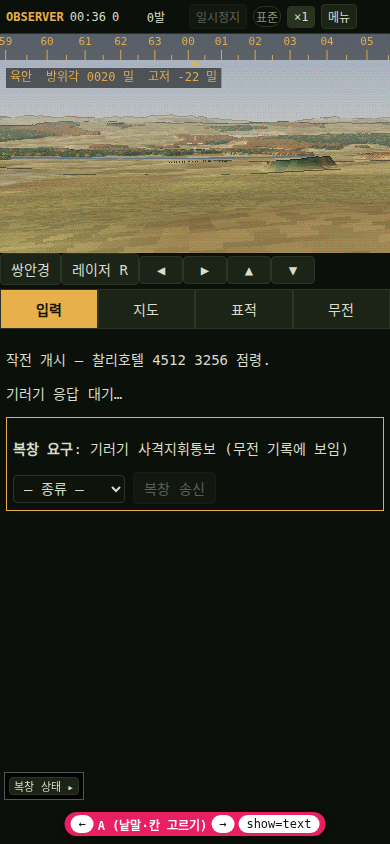 OBSERVER 00:36 0 0발 일시정지 표준 ×1 메뉴
59 60 61 62 63 00 01 02 03 04 05
육안 방위각 0020 밀 고저 -22 밀
쌍안경 레이저 R ◀ ▶ ▲ ▼
입력 지도 표적 무전
작전 개시 — 찰리호텔 4512 3256 점령.
기러기 응답 대기…
복창 요구: 기러기 사격지휘통보 (무전 기록에 보임)
— 종류 — 복창 송신
복창 상태 ▸
← A (낱말·칸 고르기) → show=text